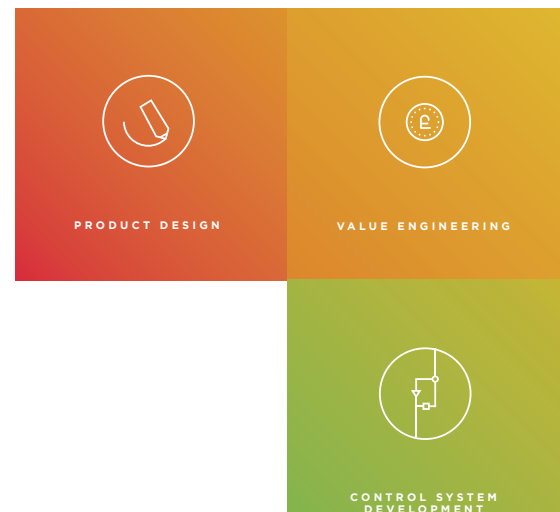 PRODUCT DESIGN
VALUE ENGINEERING
CONTROL SYSTEM
DEVELOPMENT